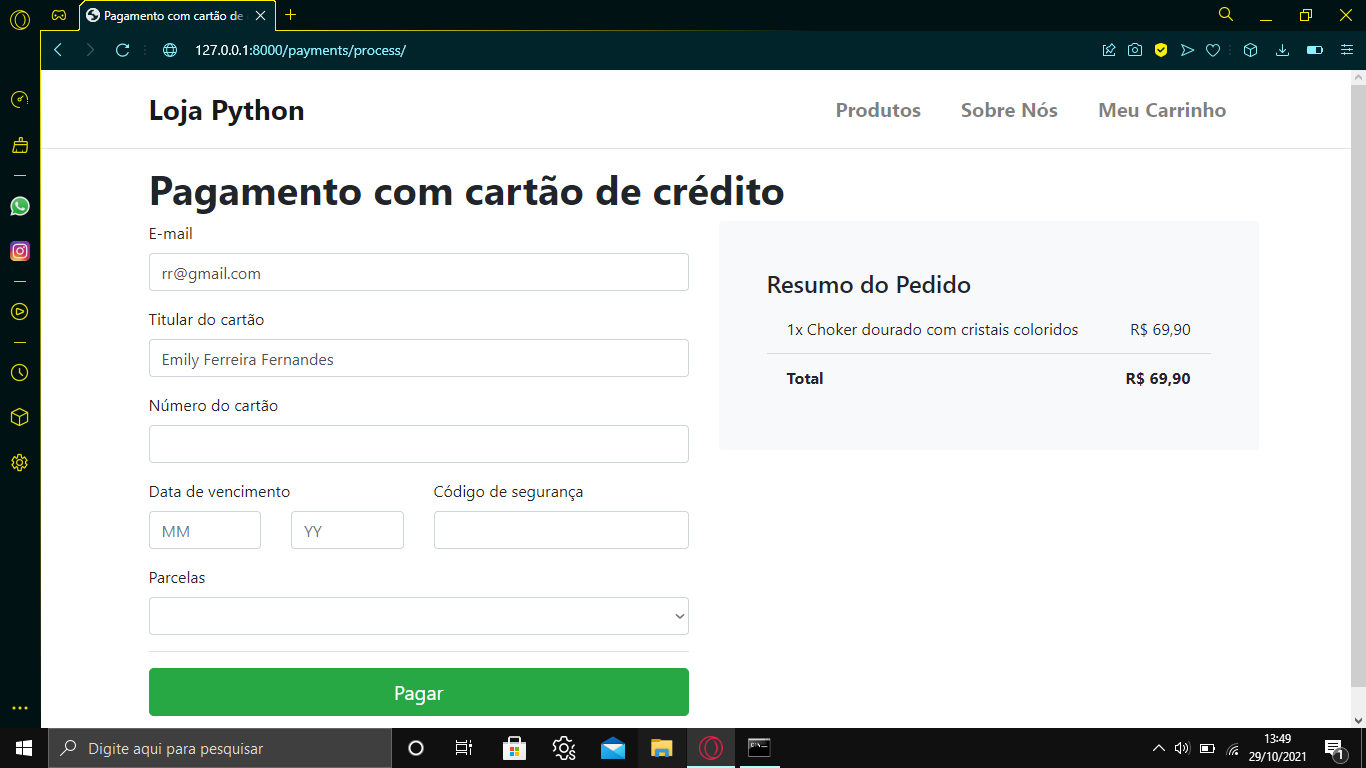 Pagamento com cartão de
127.0.0.1:8000/payments/process/
Loja Python
Produtos
Sobre Nós
Meu Carrinho
Pagamento com cartão de crédito
E-mail
rr@gmail.com
Titular do cartão
Emily Ferreira Fernandes
Número do cartão
Data de vencimento
Código de segurança
MM
YY
Parcelas
Pagar
Resumo do Pedido
1x Choker dourado com cristais coloridos R$ 69,90
Total R$ 69,90
Digite aqui para pesquisar
13:49
29/10/2021
1